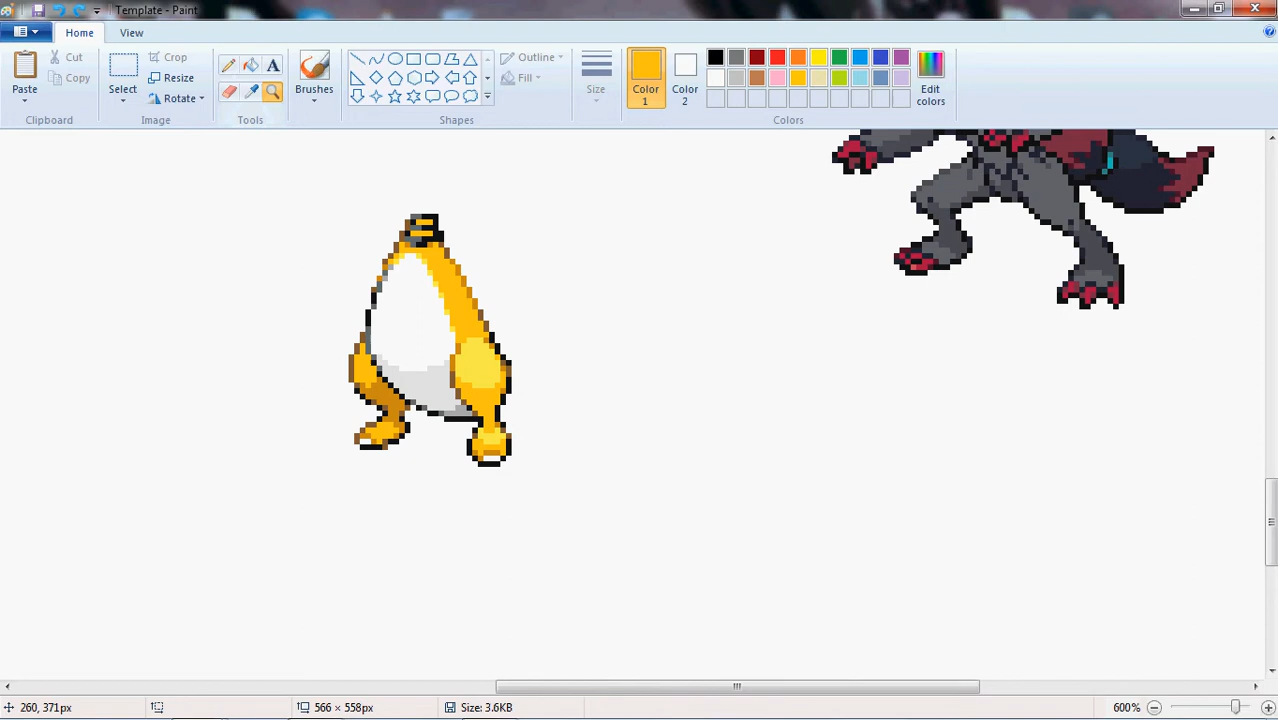 Template - Paint
Home
View
Paste
Cut
Copy
Clipboard
Select
Crop
Resize
Rotate
Image
A
Tools
Brushes
Outline
Fill
Shapes
Size
Color
1
Color
2
Edit
colors
Colors
260, 371px
566 × 558px
Size: 3.6KB
600%